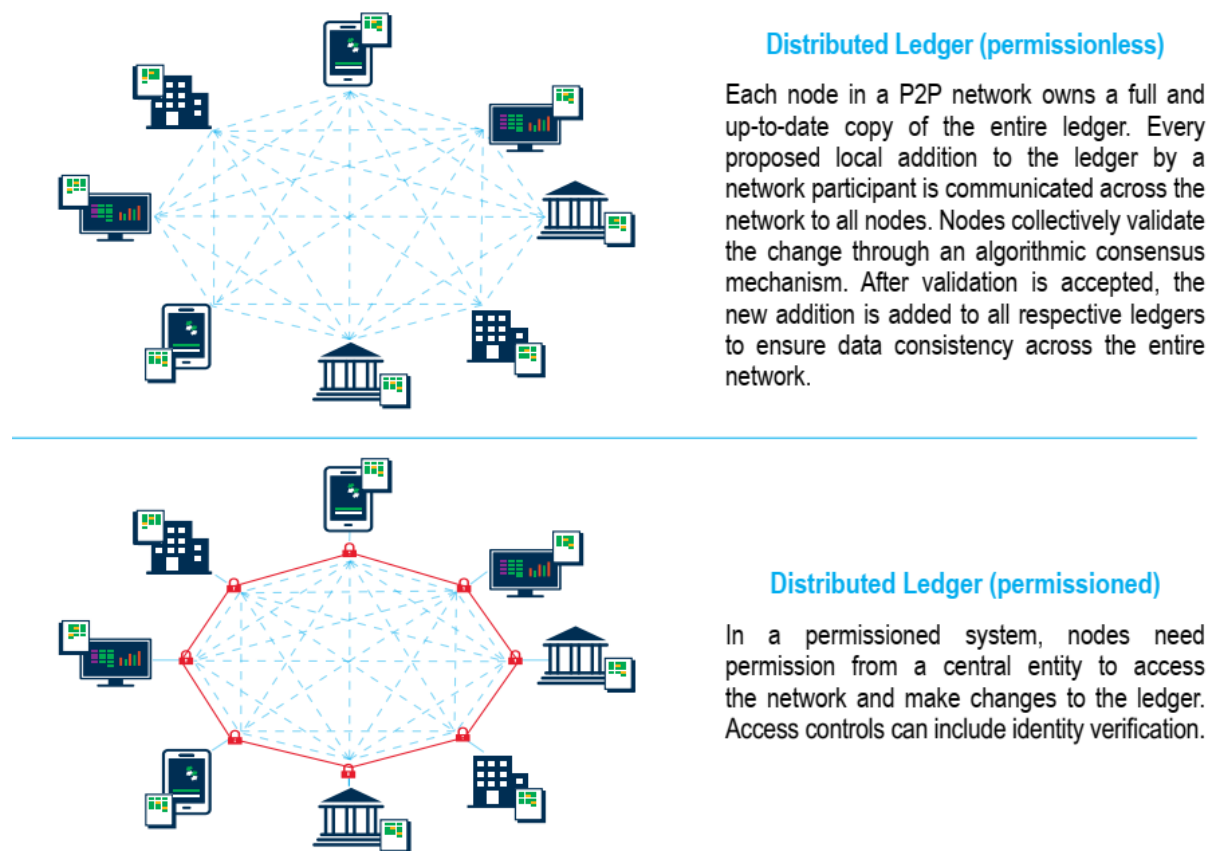 Distributed Ledger (permissionless)
Each node in a P2P network owns a full and
up-to-date copy of the entire ledger. Every
proposed local addition to the ledger by a
network participant is communicated across the
network to all nodes. Nodes collectively validate
the change through an algorithmic consensus
mechanism. After validation is accepted, the
new addition is added to all respective ledgers
to ensure data consistency across the entire
network.
Distributed Ledger (permissioned)
In a permissioned system, nodes need
permission from a central entity to access
the network and make changes to the ledger.
Access controls can include identity verification.